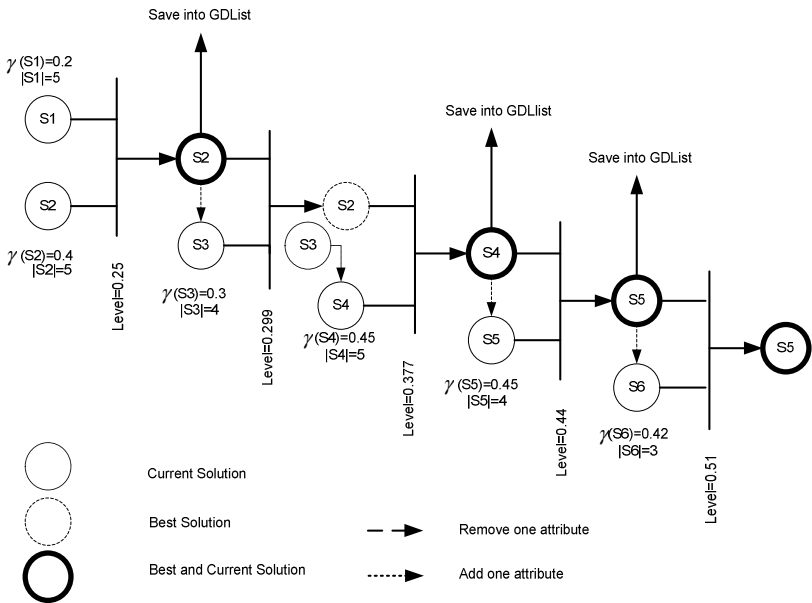 Save into GDList
γ(S1)=0.2
|S1|=5
S1
S2
γ(S2)=0.4
|S2|=5
Level=0.25
S2
S3
γ(S3)=0.3
|S3|=4
Level=0.299
S2
S3
S4
γ(S4)=0.45
|S4|=5
Level=0.377
Save into GDLlist
S4
S5
γ(S5)=0.45
|S5|=4
Level=0.44
Save into GDList
S5
S6
γ(S6)=0.42
|S6|=3
Level=0.51
S5
Current Solution
Best Solution
Best and Current Solution
Remove one attribute
Add one attribute